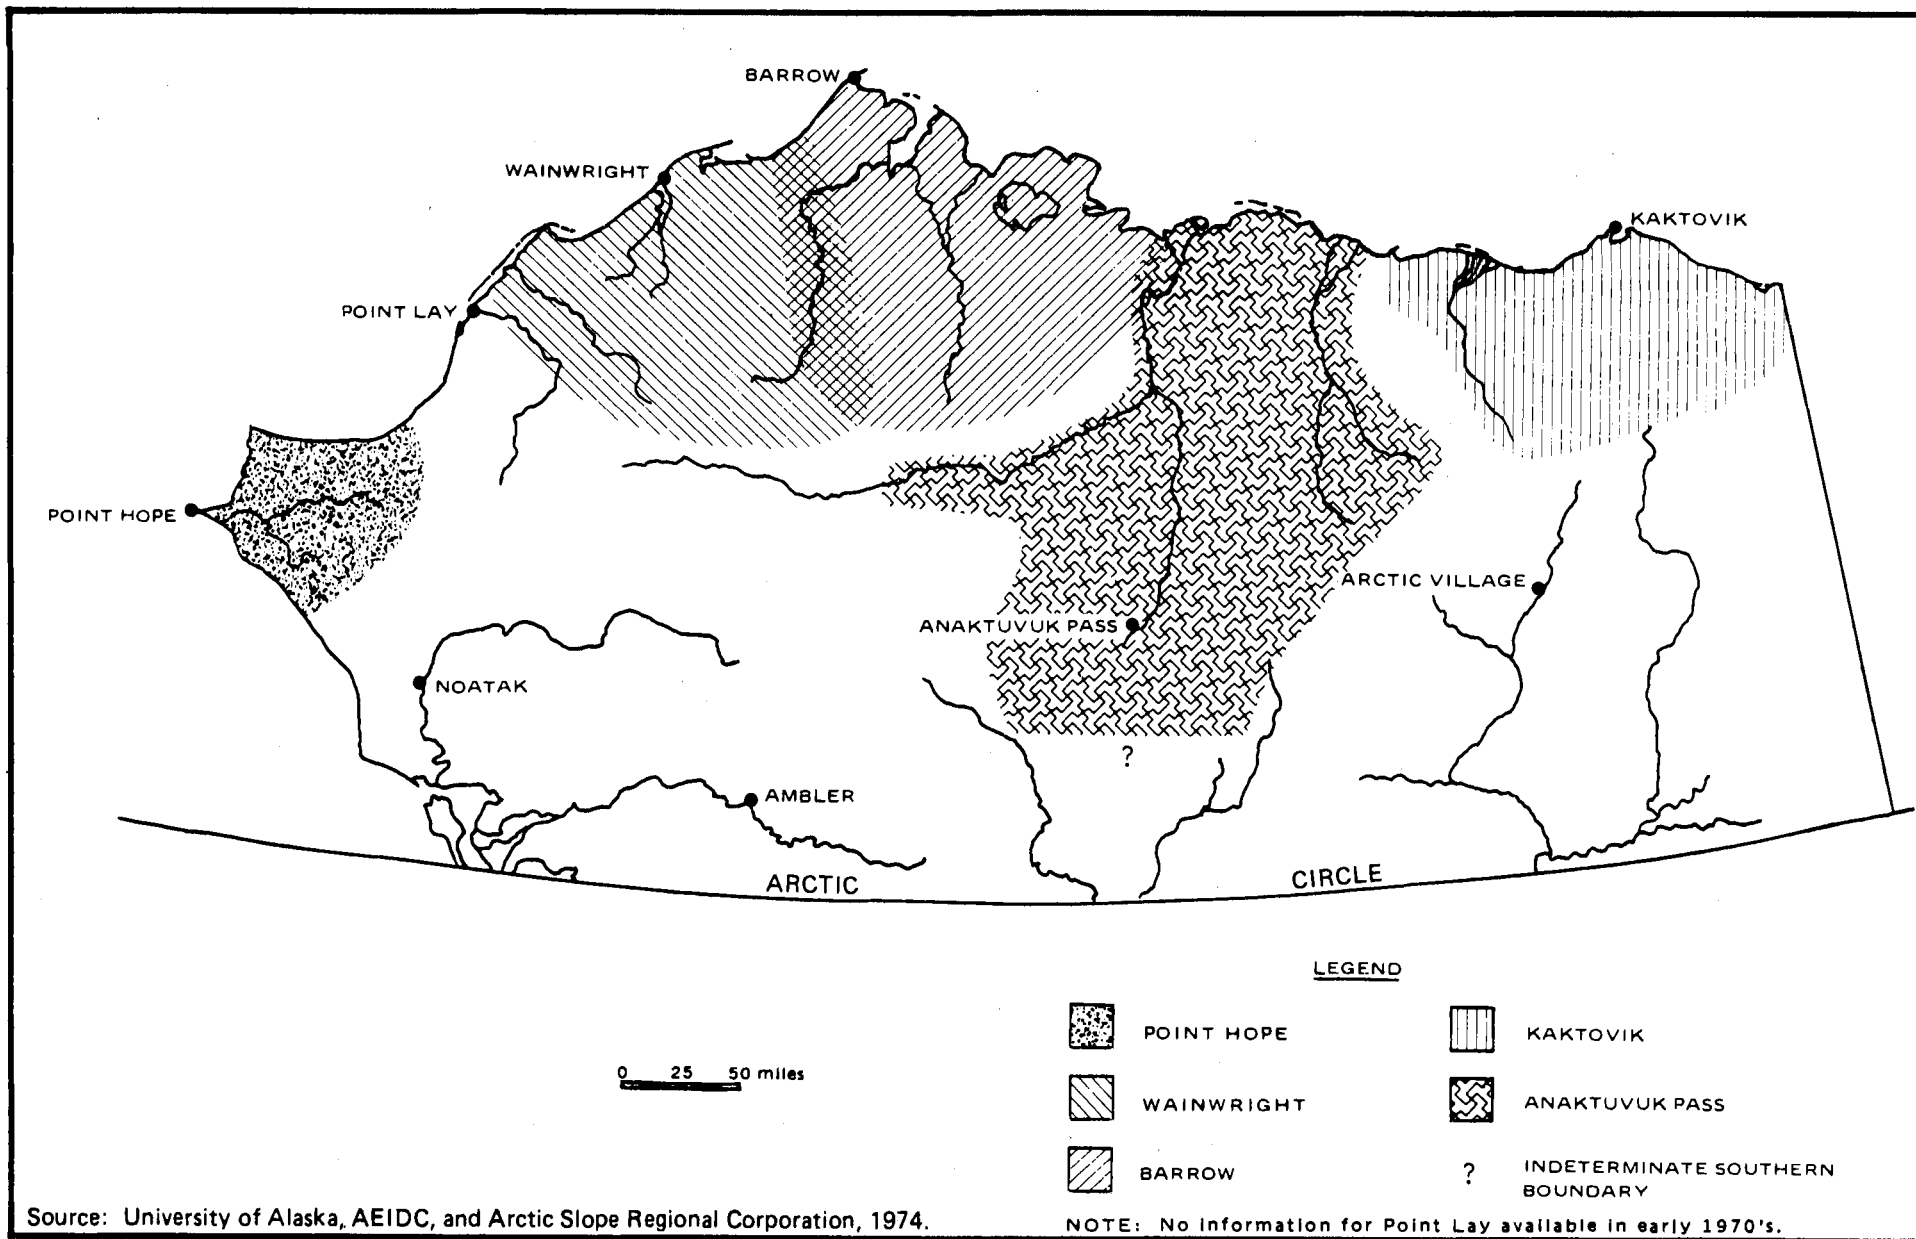 BARROW
WAINWRIGHT
KAKTOVIK
POINT LAY
POINT HOPE
ARCTIC VILLAGE
ANAKTUVUK PASS
NOATAK
?
AMBLER
ARCTIC CIRCLE
LEGEND
POINT HOPE
KAKTOVIK
0 25 50 miles
WAINWRIGHT
ANAKTUVUK PASS
BARROW
? INDETERMINATE SOUTHERN
BOUNDARY
Source: University of Alaska, AEIDC, and Arctic Slope Regional Corporation, 1974.
NOTE: No Information for Point Lay available in early 1970's.